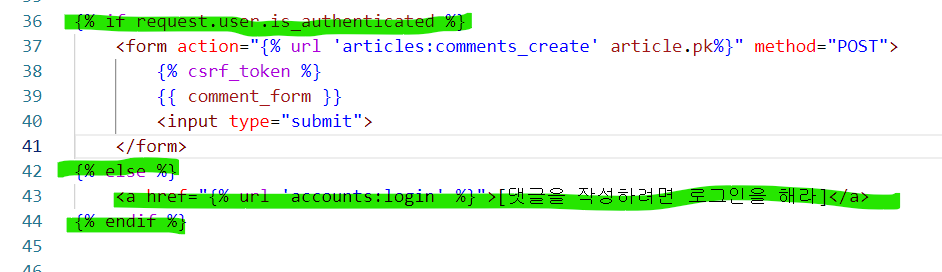 36 {% if request.user.is_authenticated %}
37     <form action="{% url 'articles:comments_create' article.pk%}" method="POST">
38         {% csrf_token %}
39         {{ comment_form }}
40         <input type="submit">
41     </form>
42 {% else %}
43     <a href="{% url 'accounts:login' %}">[댓글을 작성하려면 로그인을 해라]</a>
44 {% endif %}
45
46